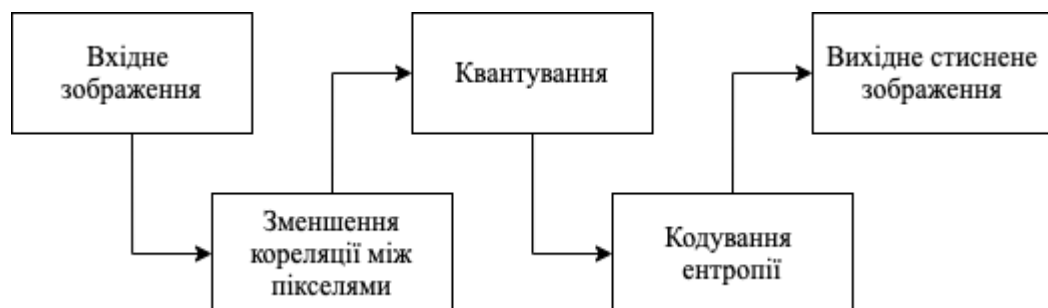 Вхідне
зображення
Зменшення
кореляції між
пікселями
Квантування
Кодування
ентропії
Вихідне стиснене
зображення